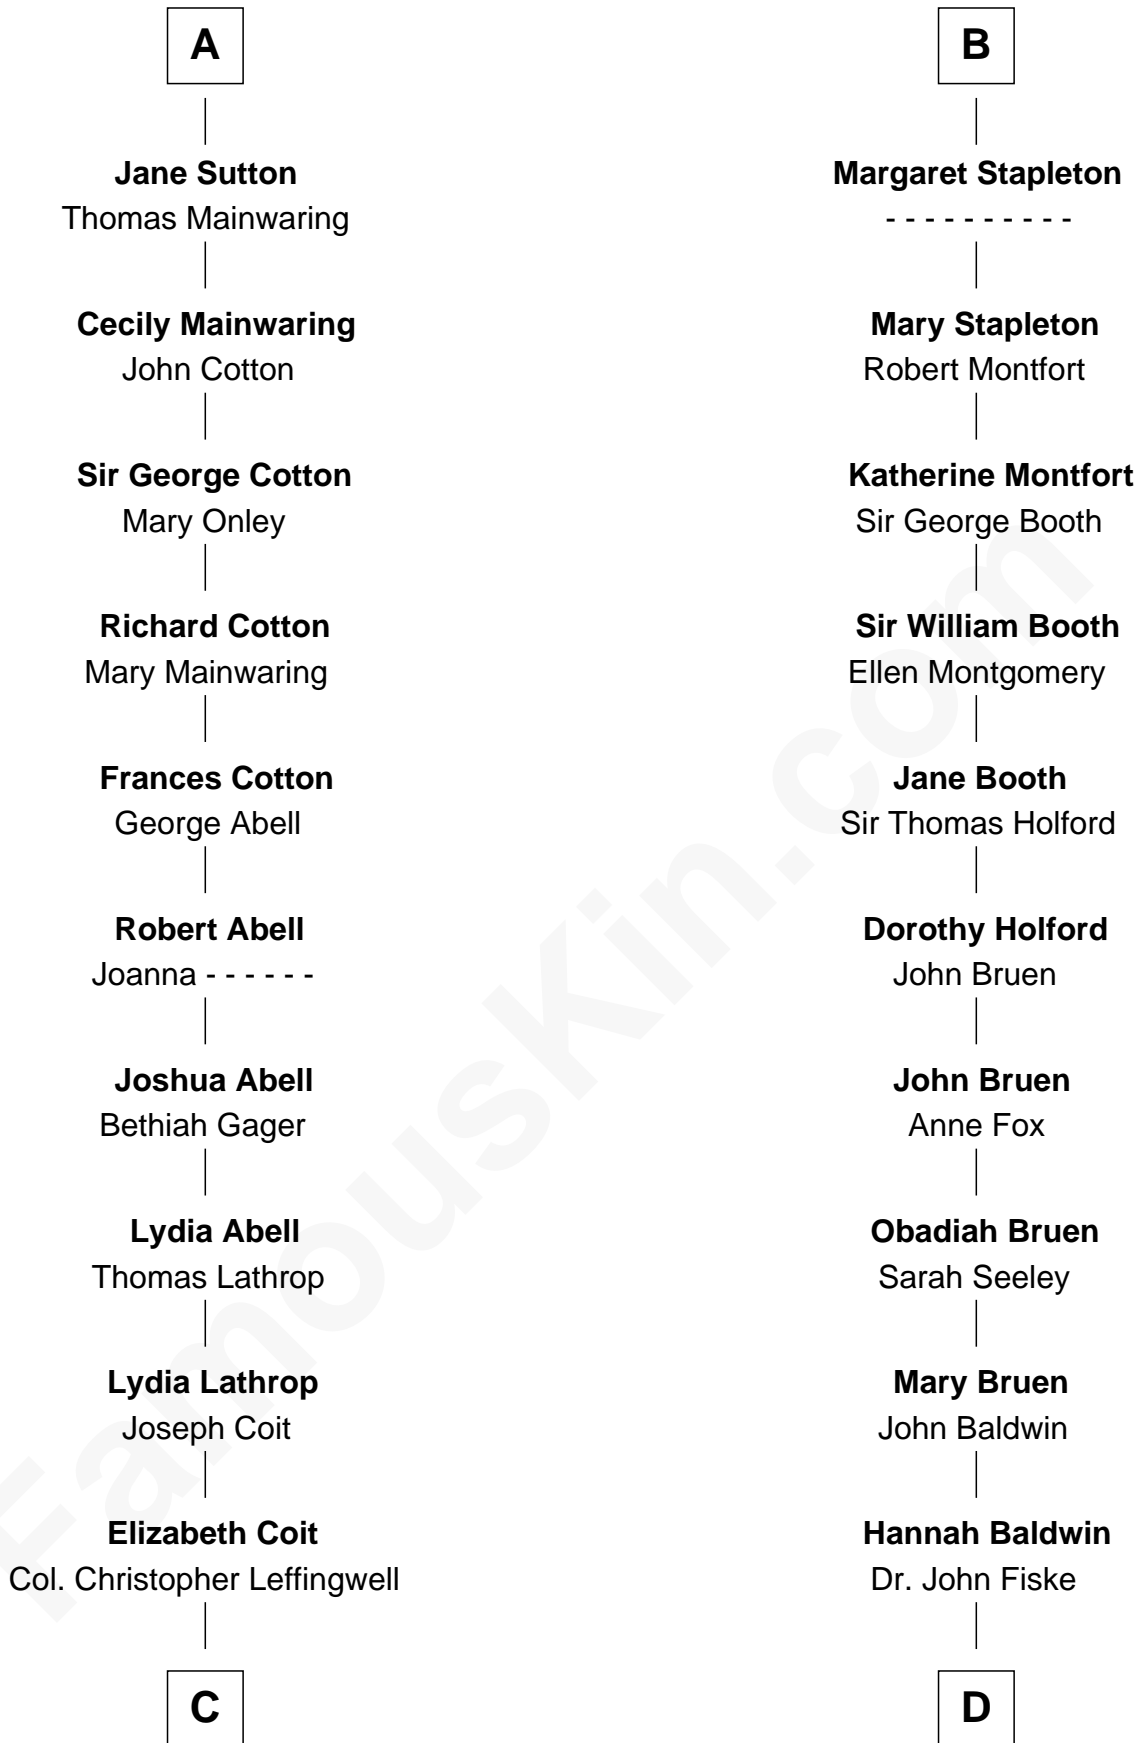 A
Jane Sutton
Thomas Mainwaring
Cecily Mainwaring
John Cotton
Sir George Cotton
Mary Onley
Richard Cotton
Mary Mainwaring
Frances Cotton
George Abell
Robert Abell
Joanna - - - - - -
Joshua Abell
Bethiah Gager
Lydia Abell
Thomas Lathrop
Lydia Lathrop
Joseph Coit
Elizabeth Coit
Col. Christopher Leffingwell
C
B
Margaret Stapleton
- - - - - - - - - -
Mary Stapleton
Robert Montfort
Katherine Montfort
Sir George Booth
Sir William Booth
Ellen Montgomery
Jane Booth
Sir Thomas Holford
Dorothy Holford
John Bruen
John Bruen
Anne Fox
Obadiah Bruen
Sarah Seeley
Mary Bruen
John Baldwin
Hannah Baldwin
Dr. John Fiske
D
FamousKin.com